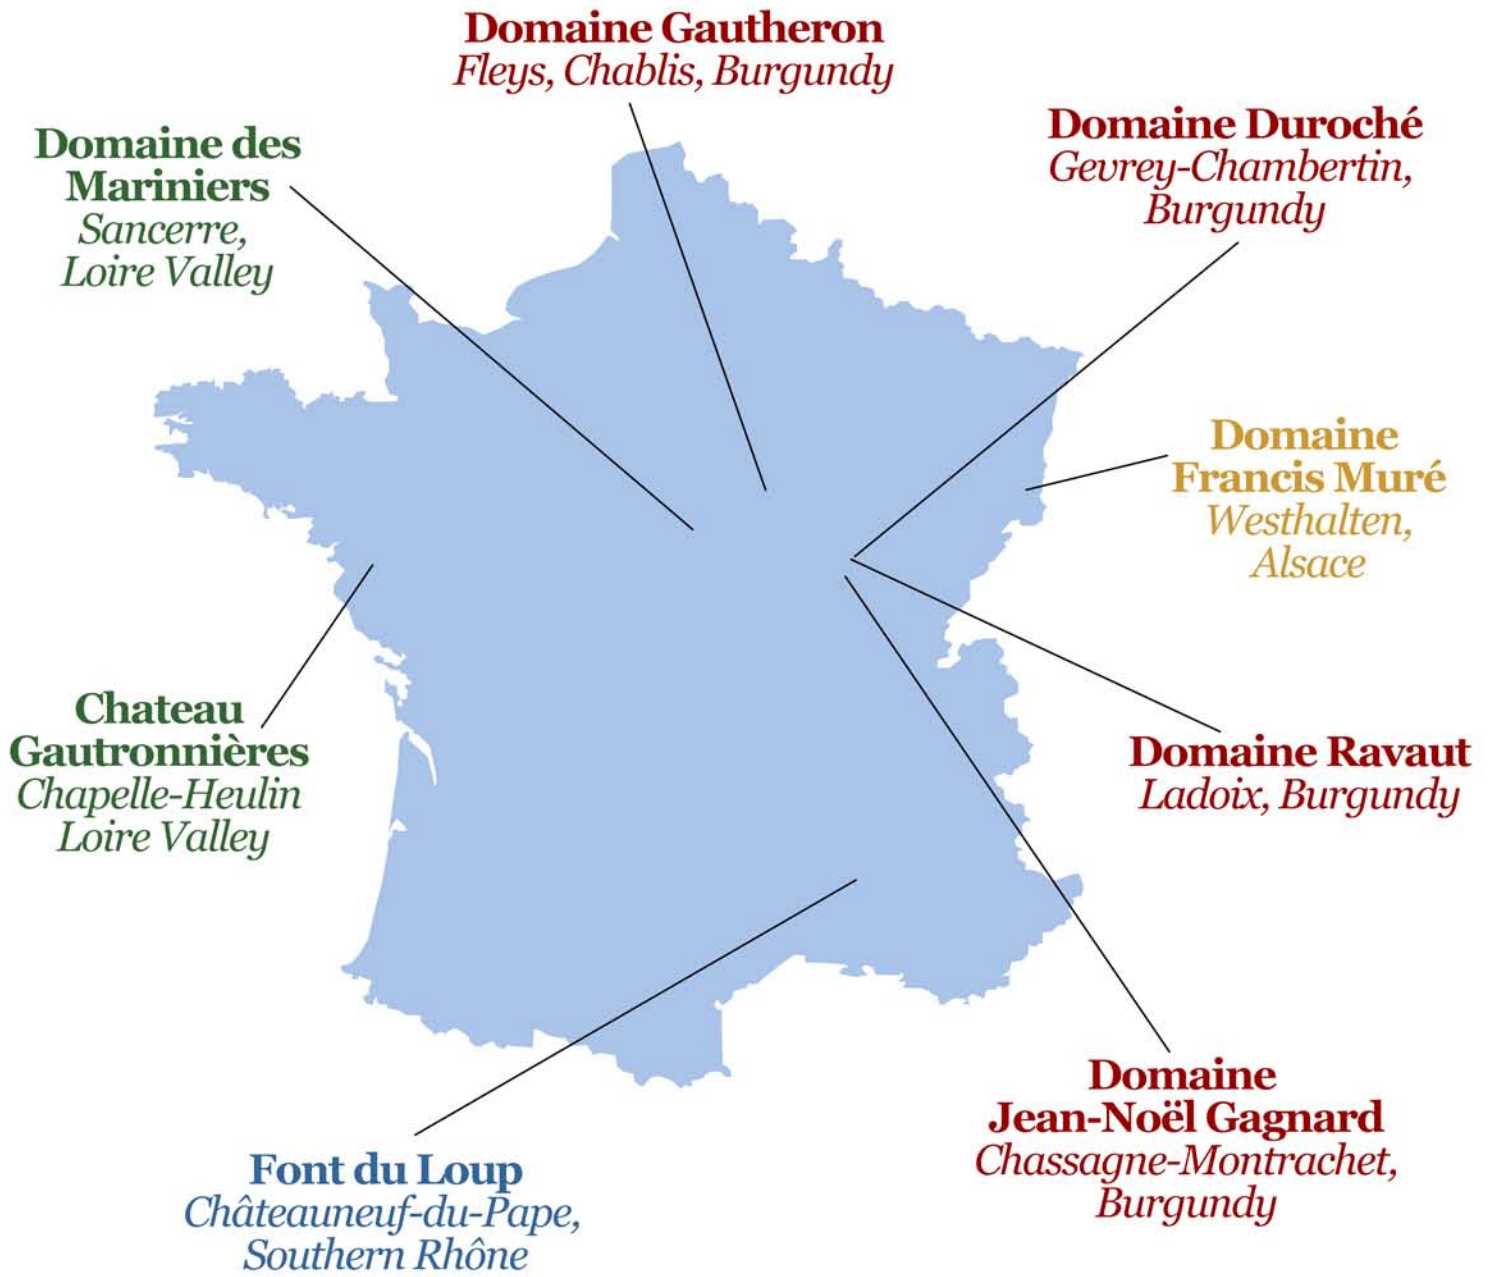 Domaine Gautheron
Fleys, Chablis, Burgundy
Domaine des
Mariniers
Sancerre,
Loire Valley
Domaine Duroché
Gevrey-Chambertin,
Burgundy
Domaine
Francis Muré
Westhalten,
Alsace
Chateau
Gautronnières
Chapelle-Heulin
Loire Valley
Domaine Ravaut
Ladoix, Burgundy
Domaine
Jean-Noël Gagnard
Chassagne-Montrachet,
Burgundy
Font du Loup
Châteauneuf-du-Pape,
Southern Rhône